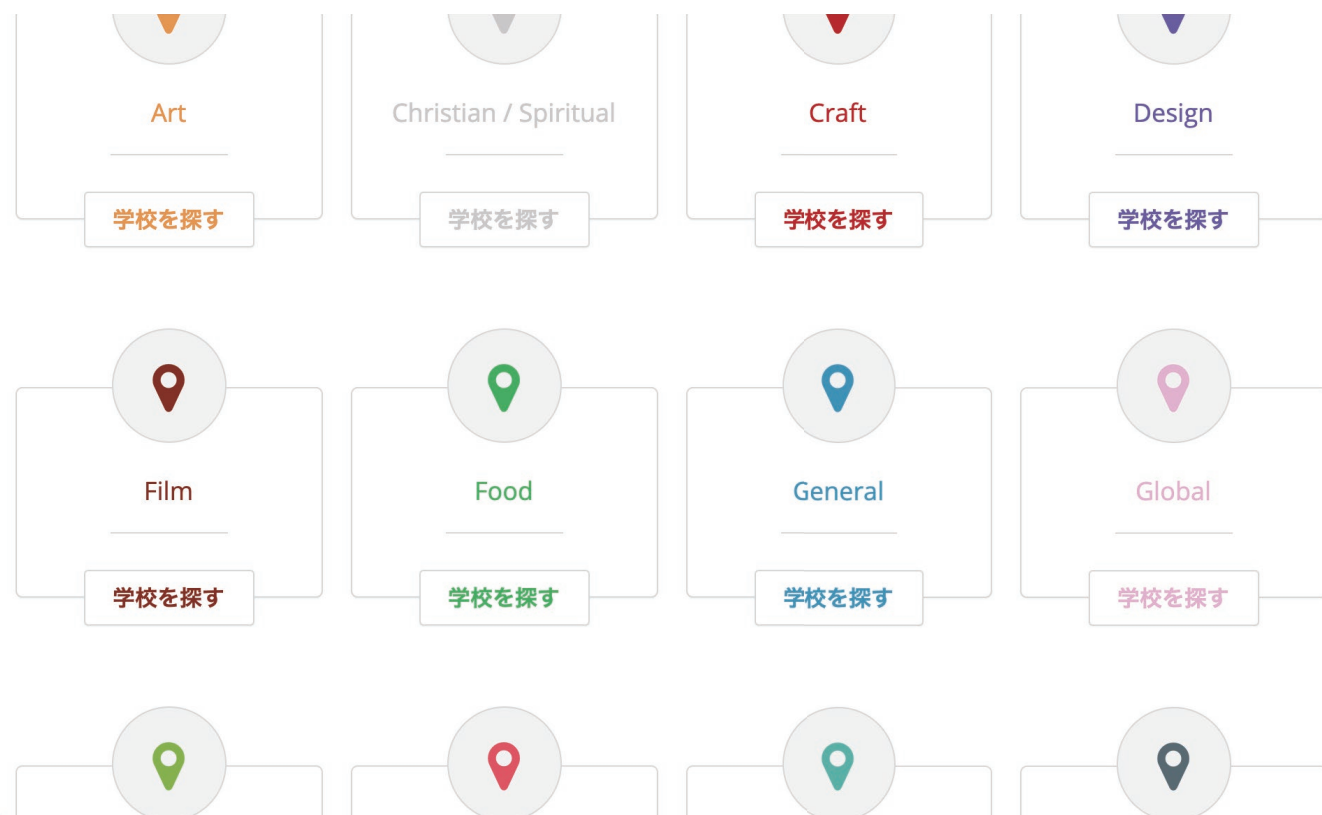 Art
Christian / Spiritual
Craft
Design
学校を探す
学校を探す
学校を探す
学校を探す
Film
Food
General
Global
学校を探す
学校を探す
学校を探す
学校を探す